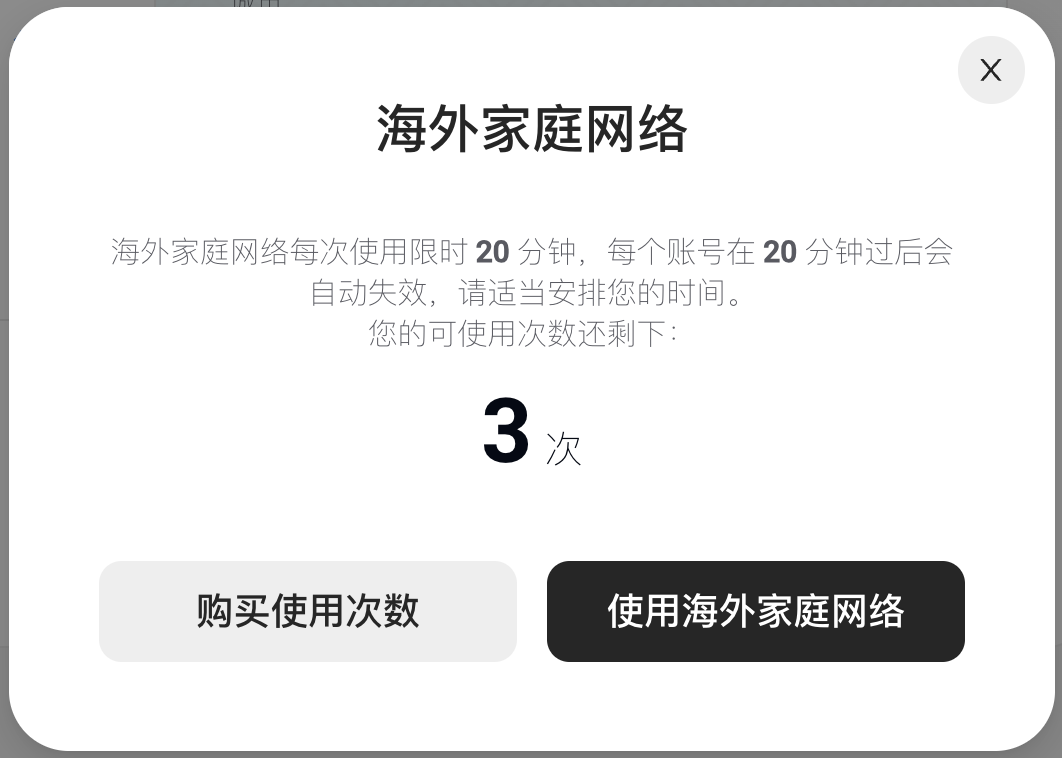 X
海外家庭网络
海外家庭网络每次使用限时 20 分钟，每个账号在 20 分钟过后会
自动失效，请适当安排您的时间。
您的可使用次数还剩下：
3 次
购买使用次数
使用海外家庭网络